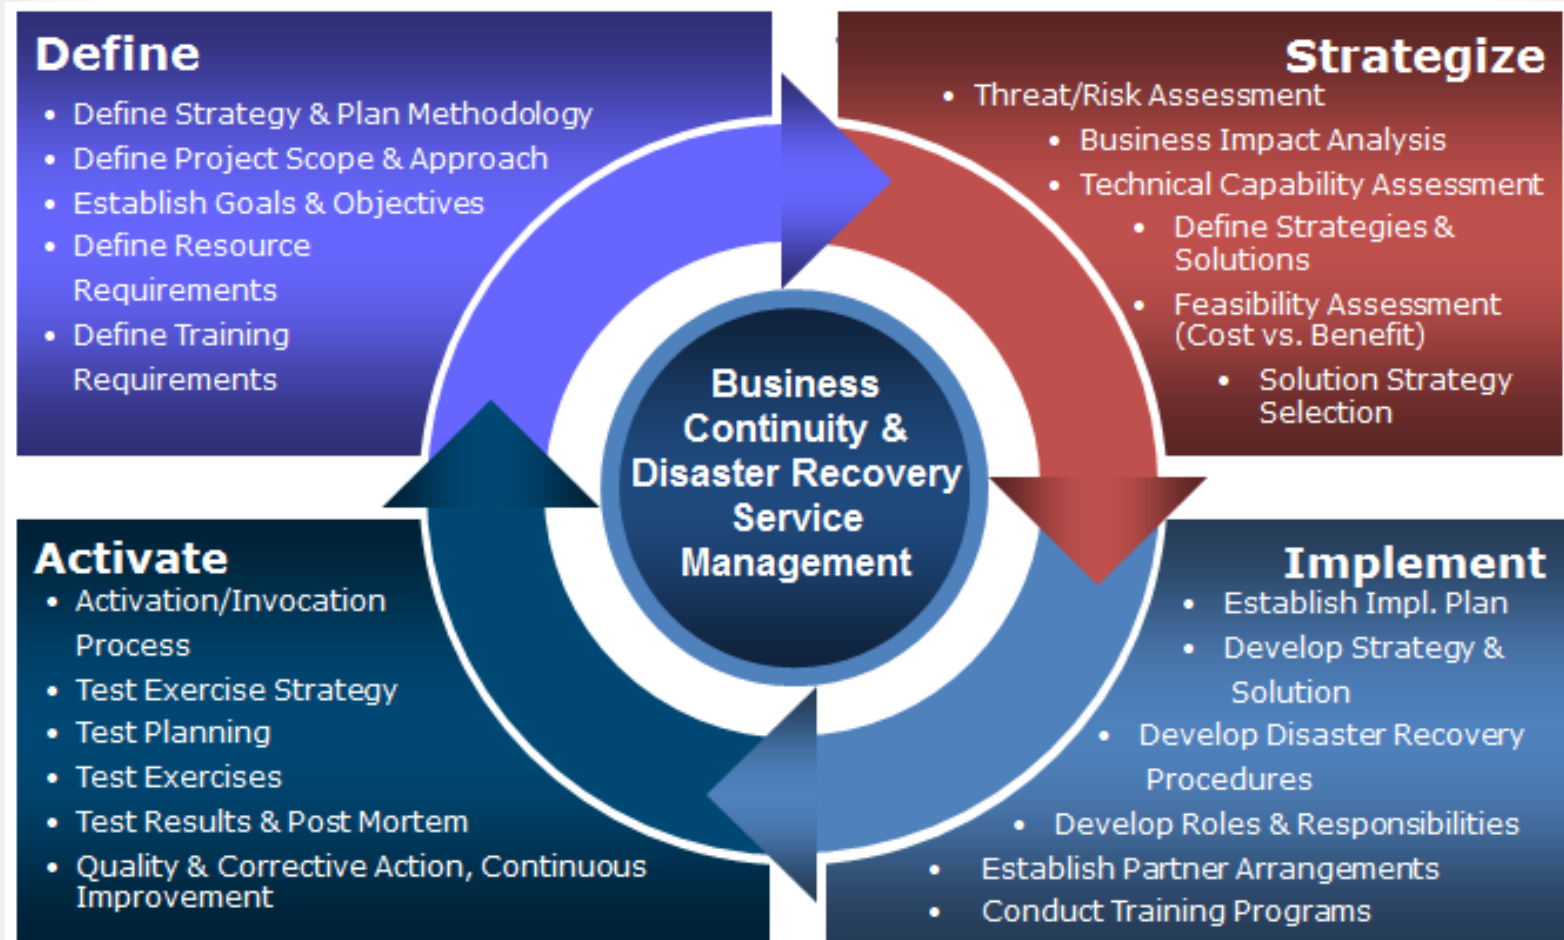 Define
• Define Strategy & Plan Methodology
• Define Project Scope & Approach
• Establish Goals & Objectives
• Define Resource
Requirements
• Define Training
Requirements
Strategize
• Threat/Risk Assessment
• Business Impact Analysis
• Technical Capability Assessment
• Define Strategies &
Solutions
• Feasibility Assessment
(Cost vs. Benefit)
• Solution Strategy
Selection
Business
Continuity &
Disaster Recovery
Service
Management
Activate
• Activation/Invocation
Process
• Test Exercise Strategy
• Test Planning
• Test Exercises
• Test Results & Post Mortem
• Quality & Corrective Action, Continuous
Improvement
Implement
• Establish Impl. Plan
• Develop Strategy &
Solution
• Develop Disaster Recovery
Procedures
• Develop Roles & Responsibilities
• Establish Partner Arrangements
• Conduct Training Programs